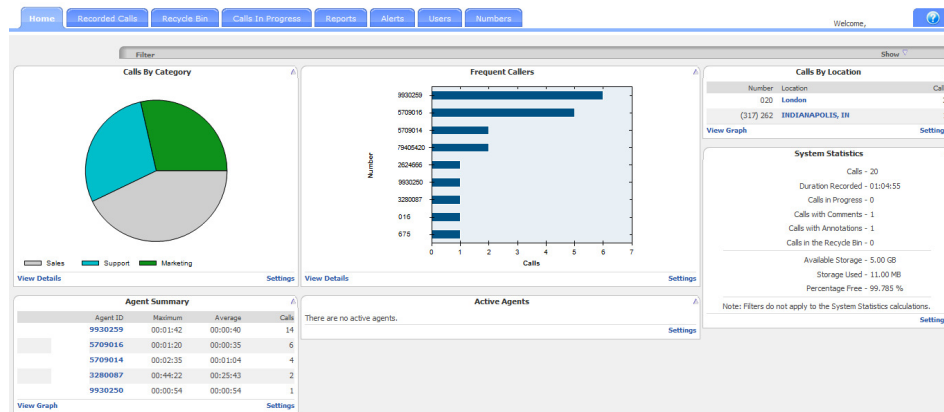 Home Recorded Calls Recycle Bin Calls In Progress Reports Alerts Users Numbers
Welcome,
Filter Show
Calls By Category
Sales Support Marketing
View Details Settings
Frequent Callers
Number
9930259
5709016
5709014
79405420
2624666
9930250
3280087
016
675
0 1 2 3 4 5 6 7
Calls
View Details Settings
Calls By Location
Number Location
020 London
(317) 262 INDIANAPOLIS, IN
View Graph Setting
System Statistics
Calls - 20
Duration Recorded - 01:04:55
Calls in Progress - 0
Calls with Comments - 1
Calls with Annotations - 1
Calls in the Recycle Bin - 0
Available Storage - 5.00 GB
Storage Used - 11.00 MB
Percentage Free - 99.785 %
Note: Filters do not apply to the System Statistics calculations.
Setting
Agent Summary
Agent ID Maximum Average Calls
9930259 00:01:42 00:00:40 14
5709016 00:01:20 00:00:35 6
5709014 00:02:35 00:01:04 4
3280087 00:44:22 00:25:43 2
9930250 00:00:54 00:00:54 1
View Graph Settings
Active Agents
There are no active agents.
Settings